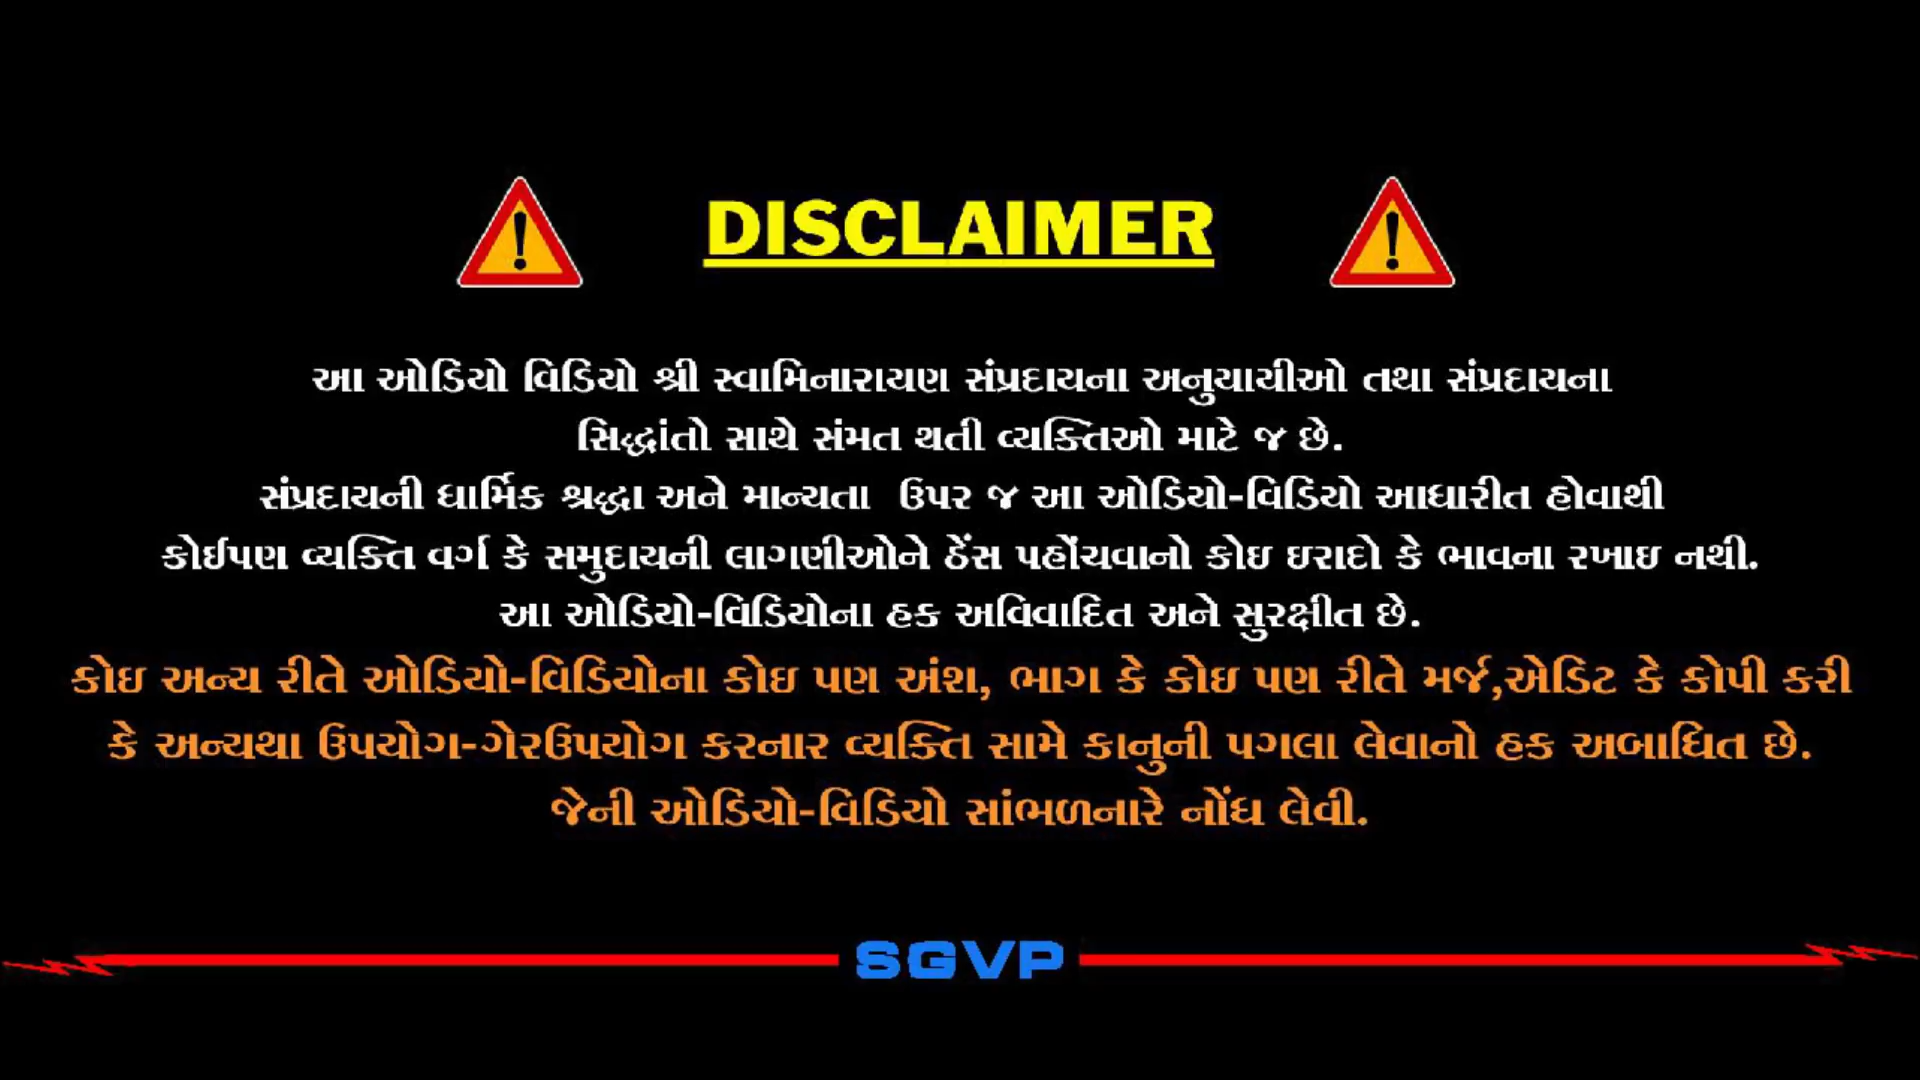 DISCLAIMER
આ ઓડિયો વિડિયો શ્રી સ્વામિનારાયણ સંપ્રદાયના અનુયાયીઓ તથા સંપ્રદાયના
સિદ્ધાંતો સાથે સંમત થતી વ્યક્તિઓ માટે જ છે.
સંપ્રદાયની ધાર્મિક શ્રદ્ધા અને માન્યતા ઉપર જ આ ઓડિયો-વિડિયો આધારીત હોવાથી
કોઈપણ વ્યક્તિ વર્ગ કે સમુદાયની લાગણીઓને ઠેંસ પહોંચવાનો કોઇ ઇરાદો કે ભાવના રખાઇ નથી.
આ ઓડિયો-વિડિયોના હક અવિવાદિત અને સુરક્ષીત છે.
કોઇ અન્ય રીતે ઓડિયો-વિડિયોના કોઇ પણ અંશ, ભાગ કે કોઇ પણ રીતે મર્જ,એડિટ કે કોપી કરી
કે અન્યથા ઉપયોગ-ગેરઉપયોગ કરનાર વ્યક્તિ સામે કાનુની પગલા લેવાનો હક અબાધિત છે.
જેની ઓડિયો-વિડિયો સાંભળનારે નોંધ લેવી.
SGVP